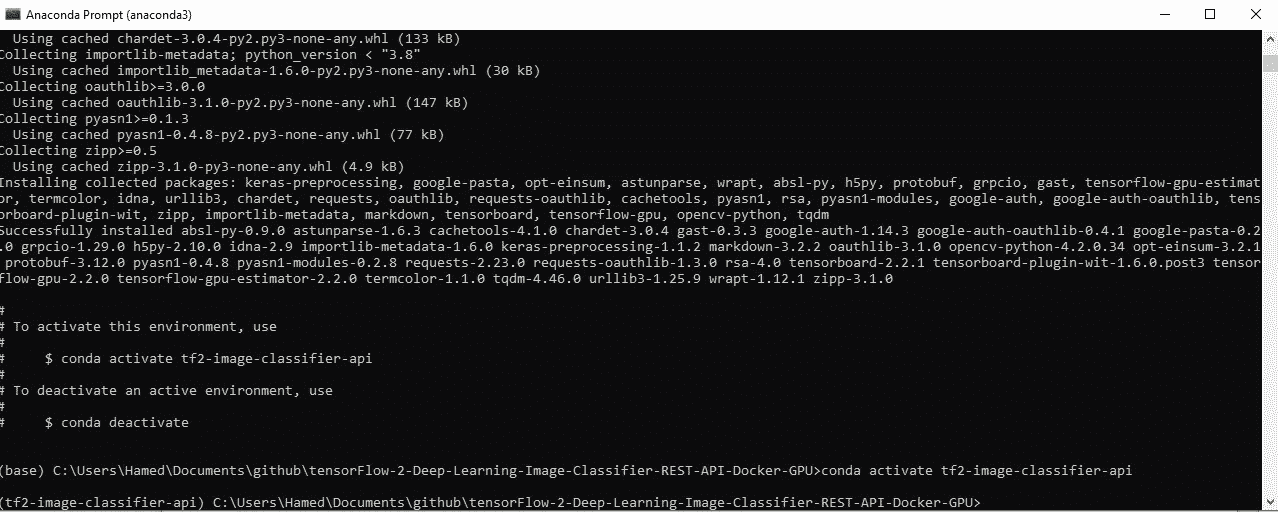 Anaconda Prompt (anaconda3)
Using cached chardet-3.0.4-py2.py3-none-any.whl (133 kB)
Collecting importlib-metadata; python_version < "3.8"
Using cached importlib_metadata-1.6.0-py2.py3-none-any.whl (30 kB)
Collecting oauthlib>=3.0.0
Using cached oauthlib-3.1.0-py2.py3-none-any.whl (147 kB)
Collecting pyasn1>=0.1.3
Using cached pyasn1-0.4.8-py2.py3-none-any.whl (77 kB)
Collecting zipp>=0.5
Using cached zipp-3.1.0-py3-none-any.whl (4.9 kB)
Installing collected packages: keras-preprocessing, google-pasta, opt-einsum, astunparse, wrapt, absl-py, h5py, protobuf, grpcio, gast, tensorflow-gpu-estimat
or, termcolor, idna, urllib3, chardet, requests, oauthlib, requests-oauthlib, cachetools, pyasn1, rsa, pyasn1-modules, google-auth, google-auth-oauthlib, tens
orboard-plugin-wit, zipp, importlib-metadata, markdown, tensorboard, tensorflow-gpu, opencv-python, tqdm
Successfully installed absl-py-0.9.0 astunparse-1.6.3 cachetools-4.1.0 chardet-3.0.4 gast-0.3.3 google-auth-1.14.3 google-auth-oauthlib-0.4.1 google-pasta-0.2
.0 grpcio-1.29.0 h5py-2.10.0 idna-2.9 importlib-metadata-1.6.0 keras-preprocessing-1.1.2 markdown-3.2.2 oauthlib-3.1.0 opencv-python-4.2.0.34 opt-einsum-3.2.1
protobuf-3.12.0 pyasn1-0.4.8 pyasn1-modules-0.2.8 requests-2.23.0 requests-oauthlib-1.3.0 rsa-4.0 tensorboard-2.2.1 tensorboard-plugin-wit-1.6.0.post3 tensor
flow-gpu-2.2.0 tensorflow-gpu-estimator-2.2.0 termcolor-1.1.0 tqdm-4.46.0 urllib3-1.25.9 wrapt-1.12.1 zipp-3.1.0
#
# To activate this environment, use
#
#     $ conda activate tf2-image-classifier-api
#
# To deactivate an active environment, use
#
#     $ conda deactivate
(base) C:\Users\Hamed\Documents\github\tensorFlow-2-Deep-Learning-Image-Classifier-REST-API-Docker-GPU>conda activate tf2-image-classifier-api
(tf2-image-classifier-api) C:\Users\Hamed\Documents\github\tensorFlow-2-Deep-Learning-Image-Classifier-REST-API-Docker-GPU>